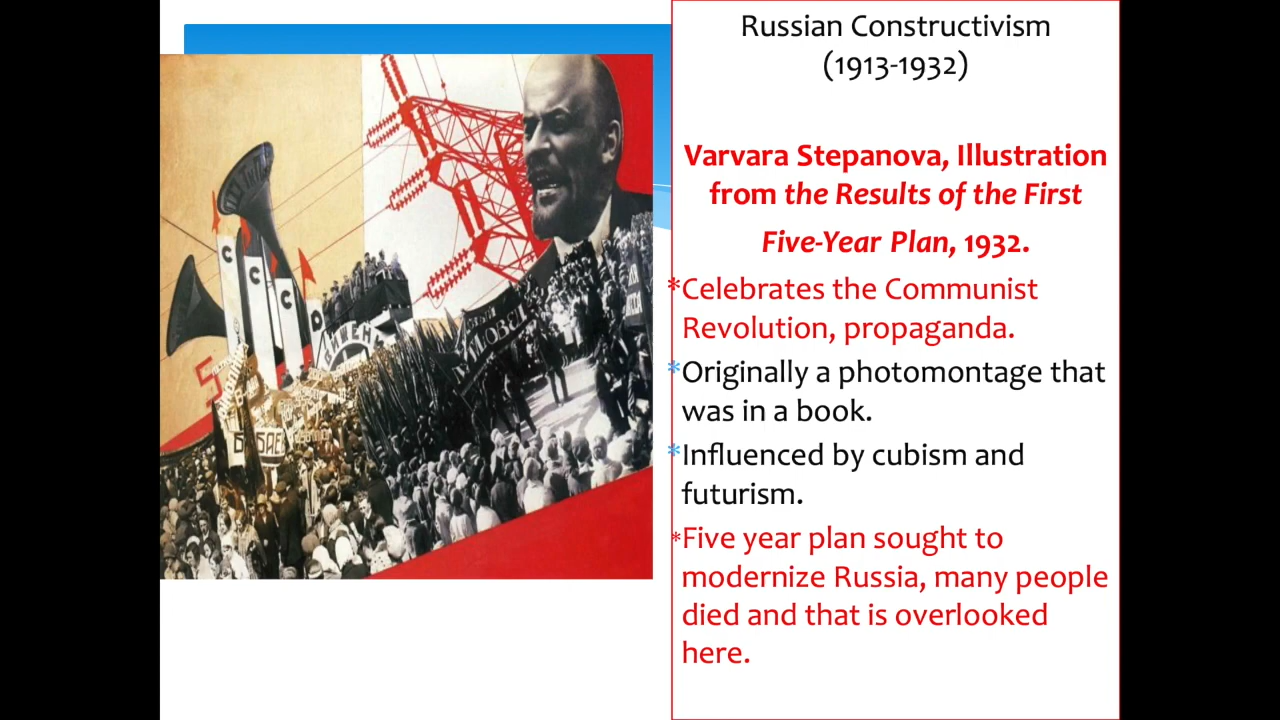 Russian Constructivism
(1913-1932)
Varvara Stepanova, Illustration
from the Results of the First
Five-Year Plan, 1932.
*Celebrates the Communist
Revolution, propaganda.
*Originally a photomontage that
was in a book.
*Influenced by cubism and
futurism.
*Five year plan sought to
modernize Russia, many people
died and that is overlooked
here.
C
C
C
5